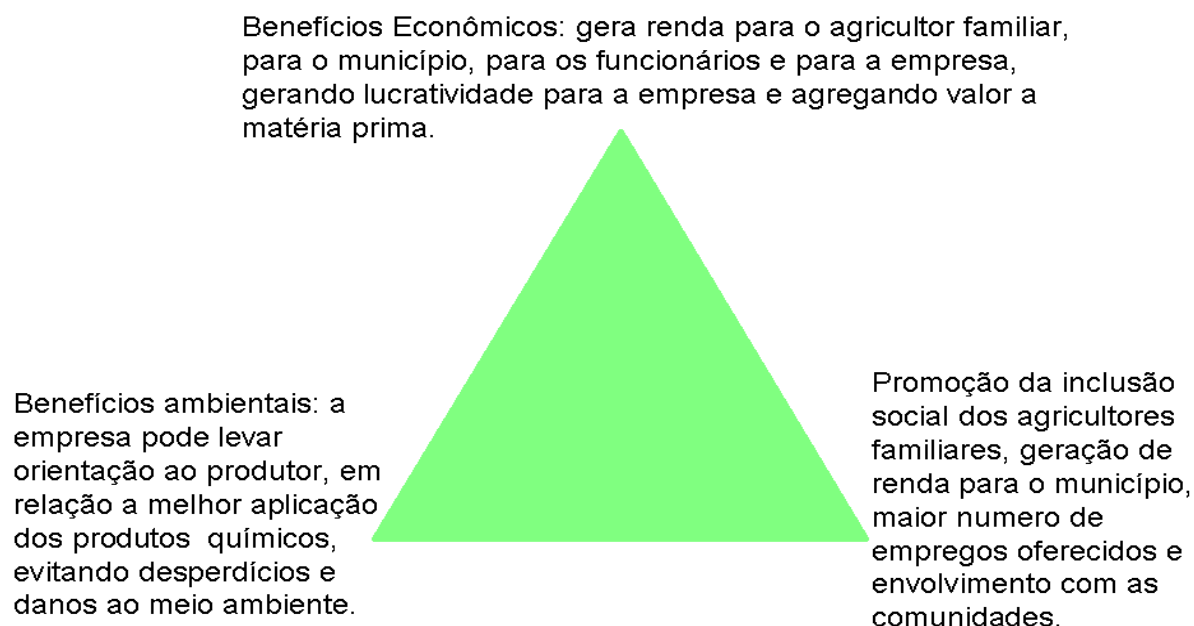 Benefícios Econômicos: gera renda para o agricultor familiar,
para o município, para os funcionários e para a empresa,
gerando lucratividade para a empresa e agregando valor a
matéria prima.
Benefícios ambientais: a
empresa pode levar
orientação ao produtor, em
relação a melhor aplicação
dos produtos  químicos,
evitando desperdícios e
danos ao meio ambiente.
Promoção da inclusão
social dos agricultores
familiares, geração de
renda para o município,
maior numero de
empregos oferecidos e
envolvimento com as
comunidades.